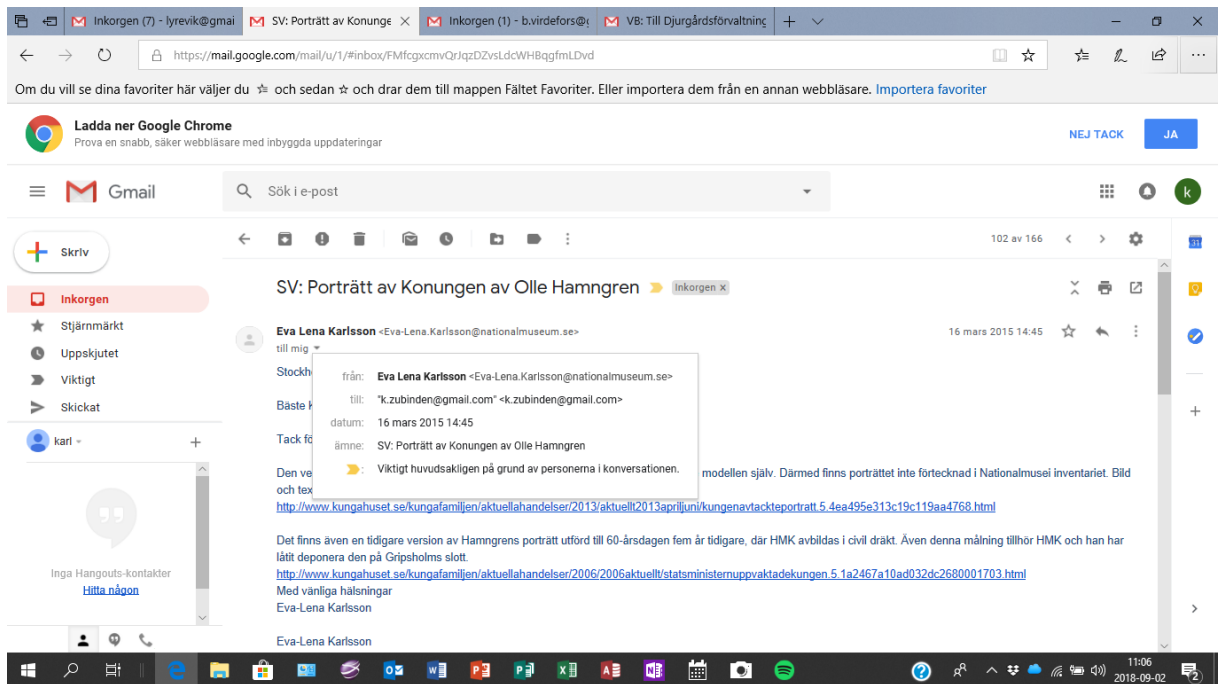 Inkorgen (7) - lyrevik@gmai
SV: Porträtt av Konunge
Inkorgen (1) - b.virdefors@g
VB: Till Djurgårdsförvaltning
https://mail.google.com/mail/u/1/#inbox/FMfcgxcmvQrJqzDZvsLdcWHBqgfmLDvd
Om du vill se dina favoriter här väljer du och sedan och drar dem till mappen Fältet Favoriter. Eller importera dem från en annan webbläsare. Importera favoriter
Ladda ner Google Chrome
Prova en snabb, säker webbläsare med inbyggda uppdateringar
NEJ TACK
JA
Gmail
Sök i e-post
k
Skriv
102 av 166
31
SV: Porträtt av Konungen av Olle Hamngren
Inkorgen x
Inkorgen
Stjärnmärkt
Uppskjutet
Viktigt
Skickat
karl
Eva Lena Karlsson <Eva-Lena.Karlsson@nationalmuseum.se>
16 mars 2015 14:45
till mig
Stockh
från: Eva Lena Karlsson <Eva-Lena.Karlsson@nationalmuseum.se>
Bäste
till: "k.zubinden@gmail.com" <k.zubinden@gmail.com>
datum: 16 mars 2015 14:45
Tack fö
ämne: SV: Porträtt av Konungen av Olle Hamngren
Viktigt huvudsakligen på grund av personerna i konversationen.
Den ve modellen själv. Därmed finns porträttet inte förtecknad i Nationalmusei inventariet. Bild
och tex
http://www.kungahuset.se/kungafamiljen/aktuellahandelser/2013/aktuellt2013apriljuni/kungenavtackteportratt.5.4ea495e313c19c119aa4768.html
Det finns även en tidigare version av Hamngrens porträtt utförd till 60-årsdagen fem år tidigare, där HMK avbildas i civil dräkt. Även denna målning tillhör HMK och han har
låtit deponera den på Gripsholms slott.
http://www.kungahuset.se/kungafamiljen/aktuellahandelser/2006/2006aktuellt/statsministernuppvaktadekungen.5.1a2467a10ad032dc2680001703.html
Med vänliga hälsningar
Eva-Lena Karlsson
Eva-Lena Karlsson
Inga Hangouts-kontakter
Hitta någon
11:06
2018-09-02
2